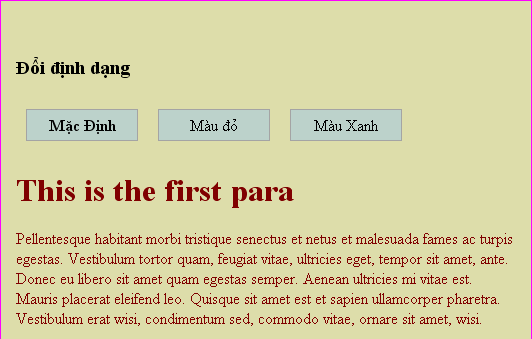 Đổi định dạng
Mặc Định Màu đỏ Màu Xanh
This is the first para
Pellentesque habitant morbi tristique senectus et netus et malesuada fames ac turpis
egestas. Vestibulum tortor quam, feugiat vitae, ultricies eget, tempor sit amet, ante.
Donec eu libero sit amet quam egestas semper. Aenean ultricies mi vitae est.
Mauris placerat eleifend leo. Quisque sit amet est et sapien ullamcorper pharetra.
Vestibulum erat wisi, condimentum sed, commodo vitae, ornare sit amet, wisi.